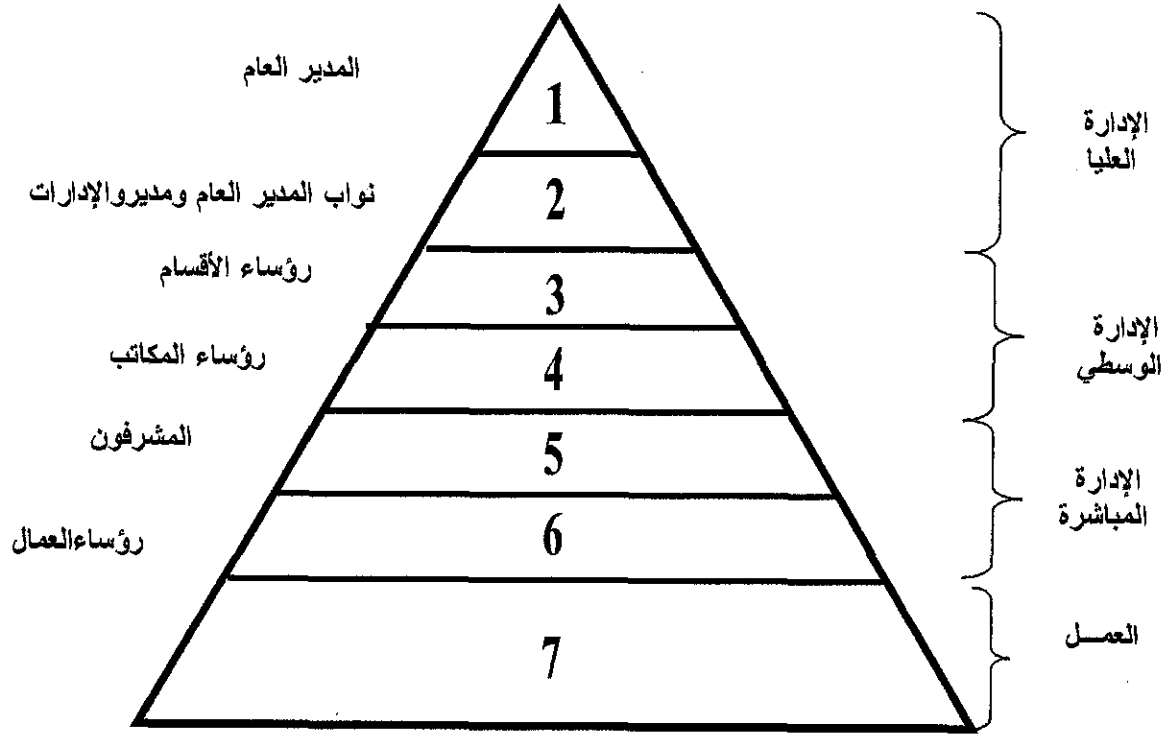 المدير العام
1
الإدارة
العليا
نواب المدير العام ومديروالإدارات
2
رؤساء الأقسام
3
الإدارة
الوسطي
رؤساء المكاتب
4
المشرفون
5
الإدارة
المباشرة
رؤساءالعمال
6
العمــل
7